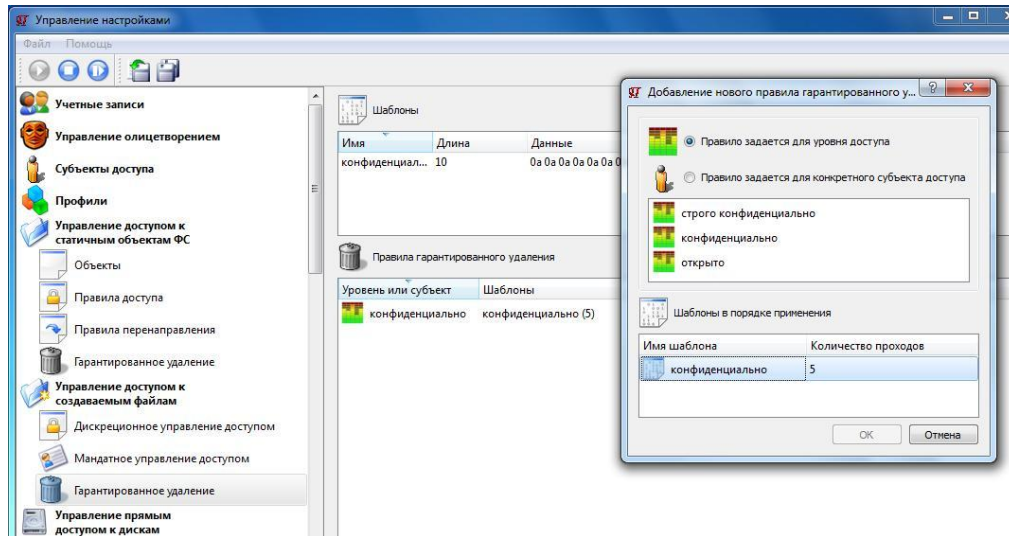 Управление настройками
Файл Помощь
Учетные записи
Управление олицетворением
Субъекты доступа
Профили
Управление доступом к
статичным объектам ФС
Объекты
Правила доступа
Правила перенаправления
Гарантированное удаление
Управление доступом к
создаваемым файлам
Дискреционное управление доступом
Мандатное управление доступом
Гарантированное удаление
Управление прямым
доступом к дискам
Шаблоны
Имя Длина Данные
конфиденциал... 10 0a 0a 0a 0a 0a 0a 0
Правила гарантированного удаления
Уровень или субъект Шаблоны
конфиденциально конфиденциально (5)
Добавление нового правила гарантированного у...
Правило задается для уровня доступа
Правило задается для конкретного субъекта доступа
строго конфиденциально
конфиденциально
открыто
Шаблоны в порядке применения
Имя шаблона Количество проходов
конфиденциально 5
ОК Отмена